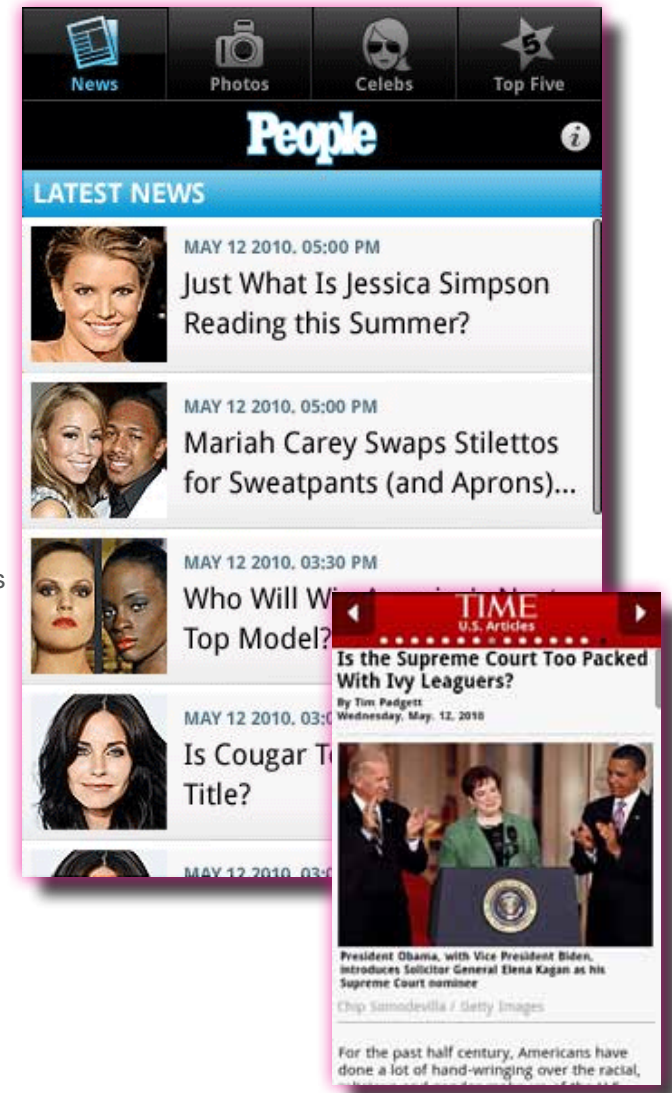 News Photos Celebs 5 Top Five
People i
LATEST NEWS
MAY 12 2010, 05:00 PM
Just What Is Jessica Simpson
Reading this Summer?
MAY 12 2010, 05:00 PM
Mariah Carey Swaps Stilettos
for Sweatpants (and Aprons)...
MAY 12 2010, 03:30 PM
Who Will
Top Model?
MAY 12 2010,
Is Cougar
Title?
MAY 12 2010,
s
TIME
U.S. Articles
Is the Supreme Court Too Packed
With Ivy Leaguers?
By Tim Padgett
Wednesday, May. 12, 2010
President Obama, with Vice President Biden,
introduces Solicitor General Elena Kagan as his
Supreme Court nominee
Chip Somodevilla / Getty Images
For the past half century, Americans have
done a lot of hand-wringing over the racial,